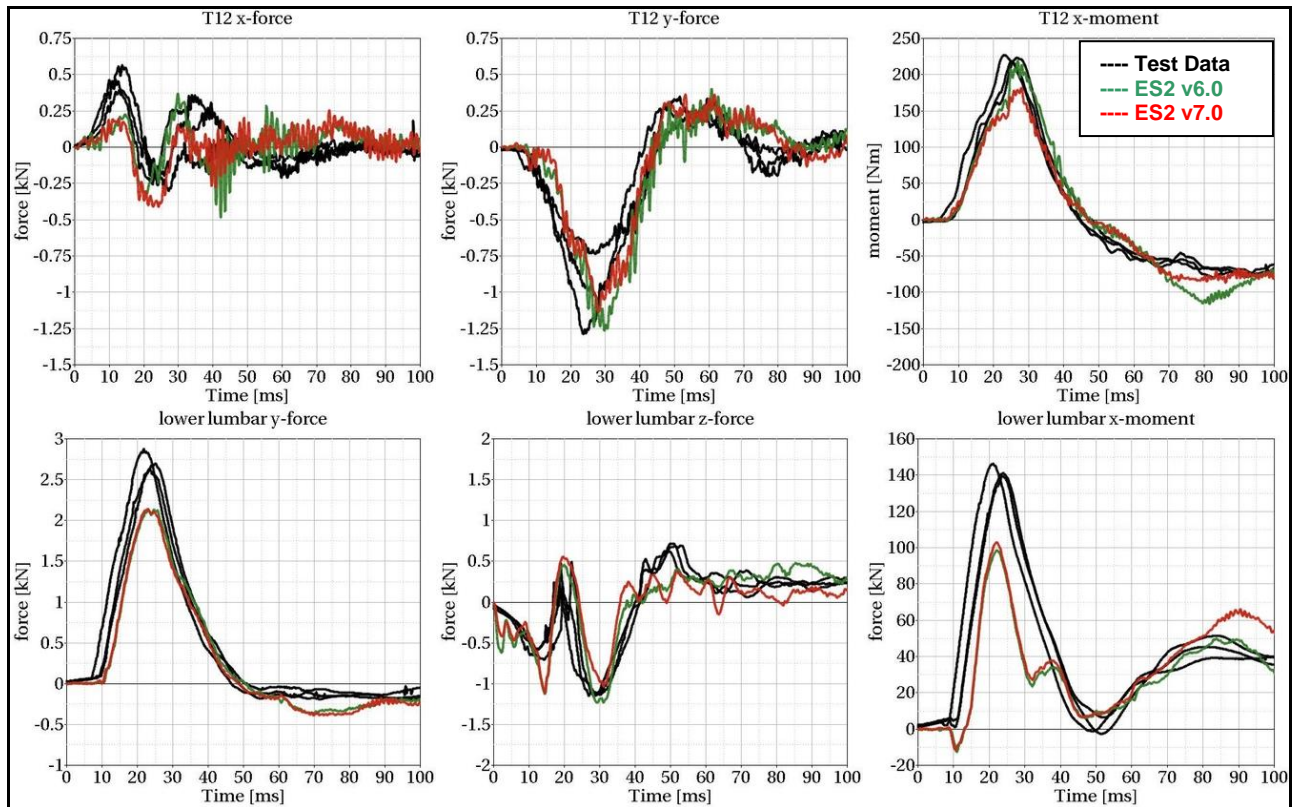 T12 x-force
0.75
0.5
0.25
0
-0.25
-0.5
-0.75
-1
-1.25
-1.5
force [kN]
0 10 20 30 40 50 60 70 80 90 100
Time [ms]
T12 y-force
0.75
0.5
0.25
0
-0.25
-0.5
-0.75
-1
-1.25
-1.5
force [kN]
0 10 20 30 40 50 60 70 80 90 100
Time [ms]
T12 x-moment
250
200
150
100
50
0
-50
-100
-150
-200
moment [Nm]
0 10 20 30 40 50 60 70 80 90 100
Time [ms]
---- Test Data
---- ES2 v6.0
---- ES2 v7.0
lower lumbar y-force
3
2.5
2
1.5
1
0.5
0
-0.5
-1
force [kN]
0 10 20 30 40 50 60 70 80 90 100
Time [ms]
lower lumbar z-force
2
1.5
1
0.5
0
-0.5
-1
-1.5
-2
force [kN]
0 10 20 30 40 50 60 70 80 90 100
Time [ms]
lower lumbar x-moment
160
140
120
100
80
60
40
20
0
-20
force [kN]
0 10 20 30 40 50 60 70 80 90 100
Time [ms]